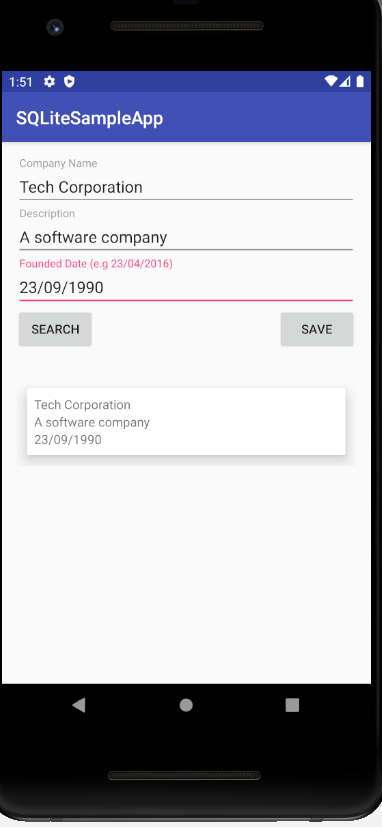 1:51
SQLiteSampleApp
Company Name
Tech Corporation
Description
A software company
Founded Date (e.g 23/04/2016)
23/09/1990
SEARCH SAVE
Tech Corporation
A software company
23/09/1990